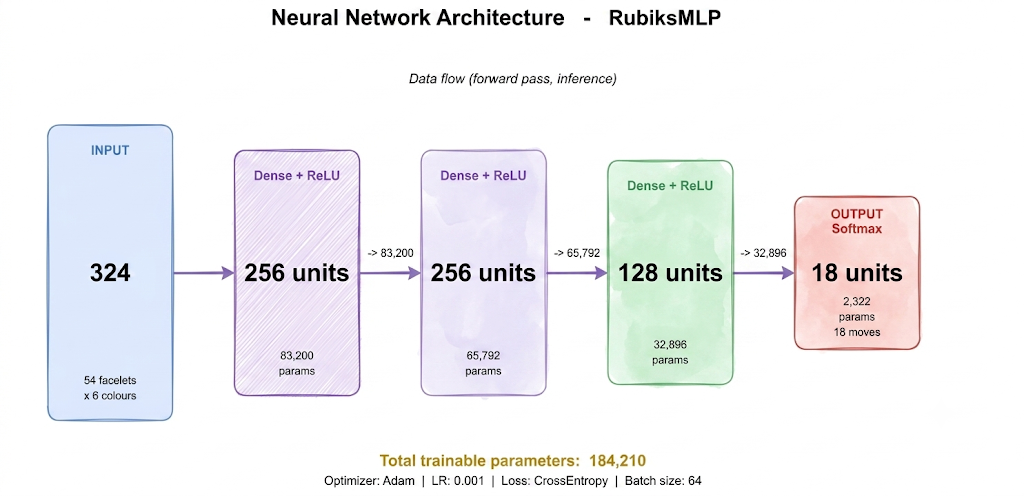 Neural Network Architecture - RubiksMLP
Data flow (forward pass, inference)
INPUT
324
54 facelets
x 6 colours
Dense + ReLU
256 units
83,200
params
-> 83,200
Dense + ReLU
256 units
65,792
params
-> 65,792
Dense + ReLU
128 units
32,896
params
-> 32,896
OUTPUT
Softmax
18 units
2,322
params
18 moves
Total trainable parameters: 184,210
Optimizer: Adam | LR: 0.001 | Loss: CrossEntropy | Batch size: 64